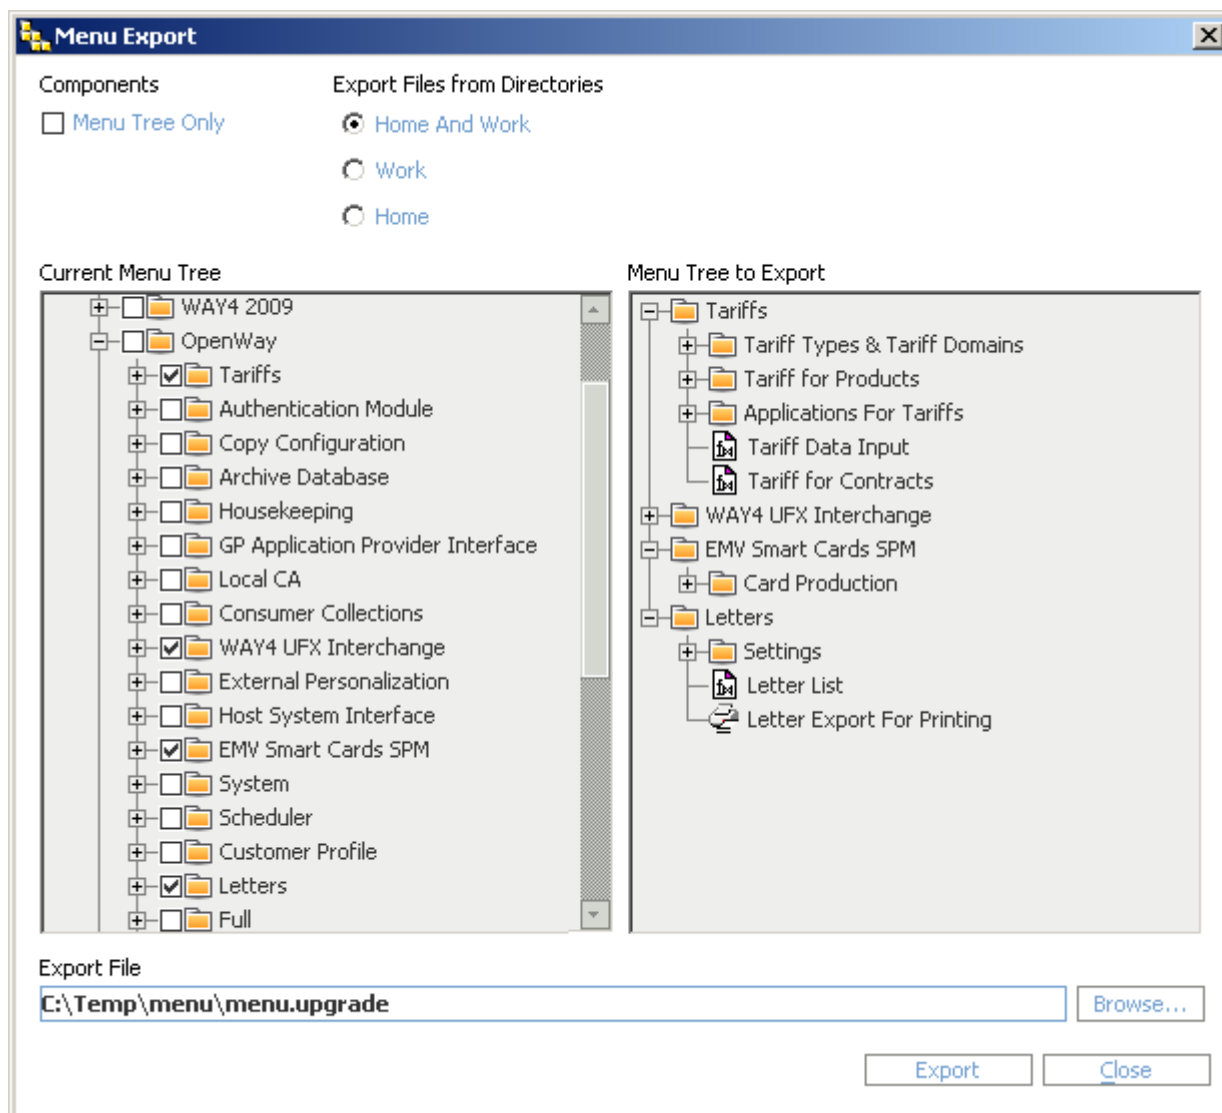 Menu Export
Components
Export Files from Directories
Menu Tree Only
Home And Work
Work
Home
Current Menu Tree
WAY4 2009
OpenWay
Tariffs
Authentication Module
Copy Configuration
Archive Database
Housekeeping
GP Application Provider Interface
Local CA
Consumer Collections
WAY4 UFX Interchange
External Personalization
Host System Interface
EMV Smart Cards SPM
System
Scheduler
Customer Profile
Letters
Full
Menu Tree to Export
Tariffs
Tariff Types & Tariff Domains
Tariff for Products
Applications For Tariffs
Tariff Data Input
Tariff for Contracts
WAY4 UFX Interchange
EMV Smart Cards SPM
Card Production
Letters
Settings
Letter List
Letter Export For Printing
Export File
C:\Temp\menu\menu.upgrade
Browse...
Export
Close